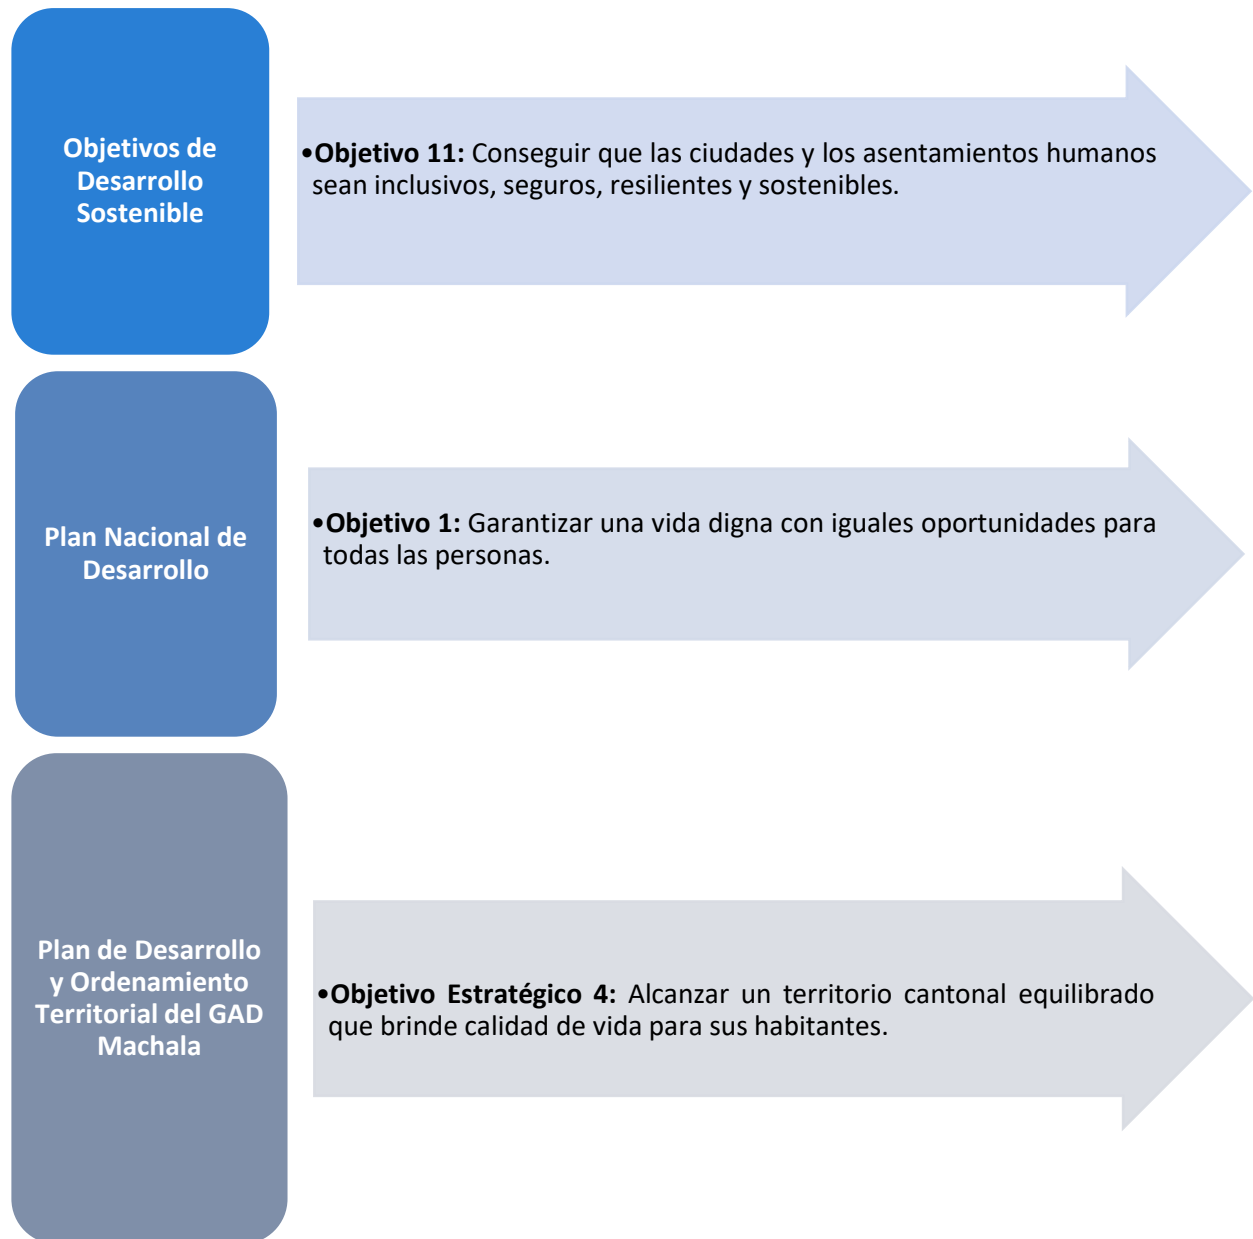 Objetivos de
Desarrollo
Sostenible
•Objetivo 11: Conseguir que las ciudades y los asentamientos humanos
sean inclusivos, seguros, resilientes y sostenibles.
Plan Nacional de
Desarrollo
•Objetivo 1: Garantizar una vida digna con iguales oportunidades para
todas las personas.
Plan de Desarrollo
y Ordenamiento
Territorial del GAD
Machala
•Objetivo Estratégico 4: Alcanzar un territorio cantonal equilibrado
que brinde calidad de vida para sus habitantes.